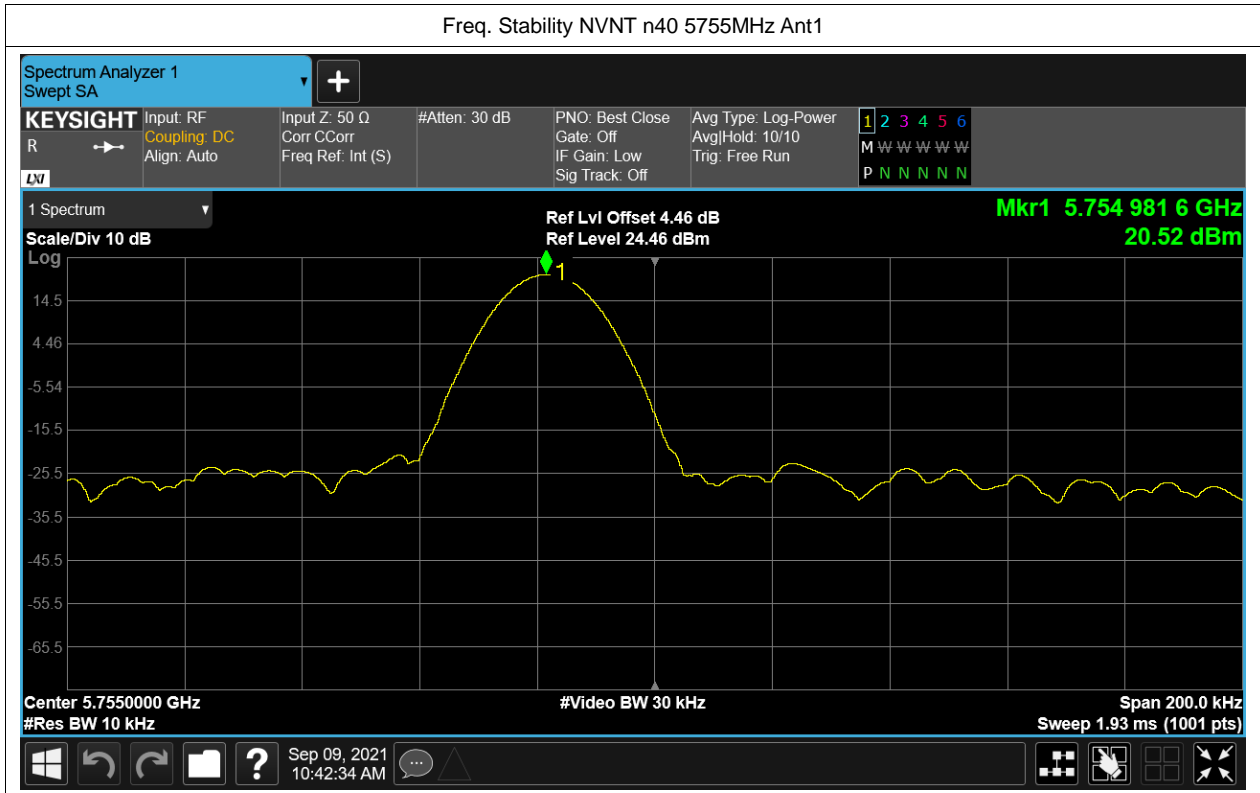 Freq. Stability NVNT n40 5755MHz Ant1
Spectrum Analyzer 1
Swept SA
KEYSIGHT
R
LXI
Input: RF
Coupling: DC
Align: Auto
Input Z: 50 Ω
Corr CCorr
Freq Ref: Int (S)
#Atten: 30 dB
PNO: Best Close
Gate: Off
IF Gain: Low
Sig Track: Off
Avg Type: Log-Power
Avg|Hold: 10/10
Trig: Free Run
1 2 3 4 5 6
M W W W W W
P N N N N N
1 Spectrum
Scale/Div 10 dB
Ref Lvl Offset 4.46 dB
Ref Level 24.46 dBm
Mkr1 5.754 981 6 GHz
20.52 dBm
Log
1
14.5
4.46
-5.54
-15.5
-25.5
-35.5
-45.5
-55.5
-65.5
Center 5.7550000 GHz
#Video BW 30 kHz
Span 200.0 kHz
#Res BW 10 kHz
Sweep 1.93 ms (1001 pts)
?
Sep 09, 2021
10:42:34 AM